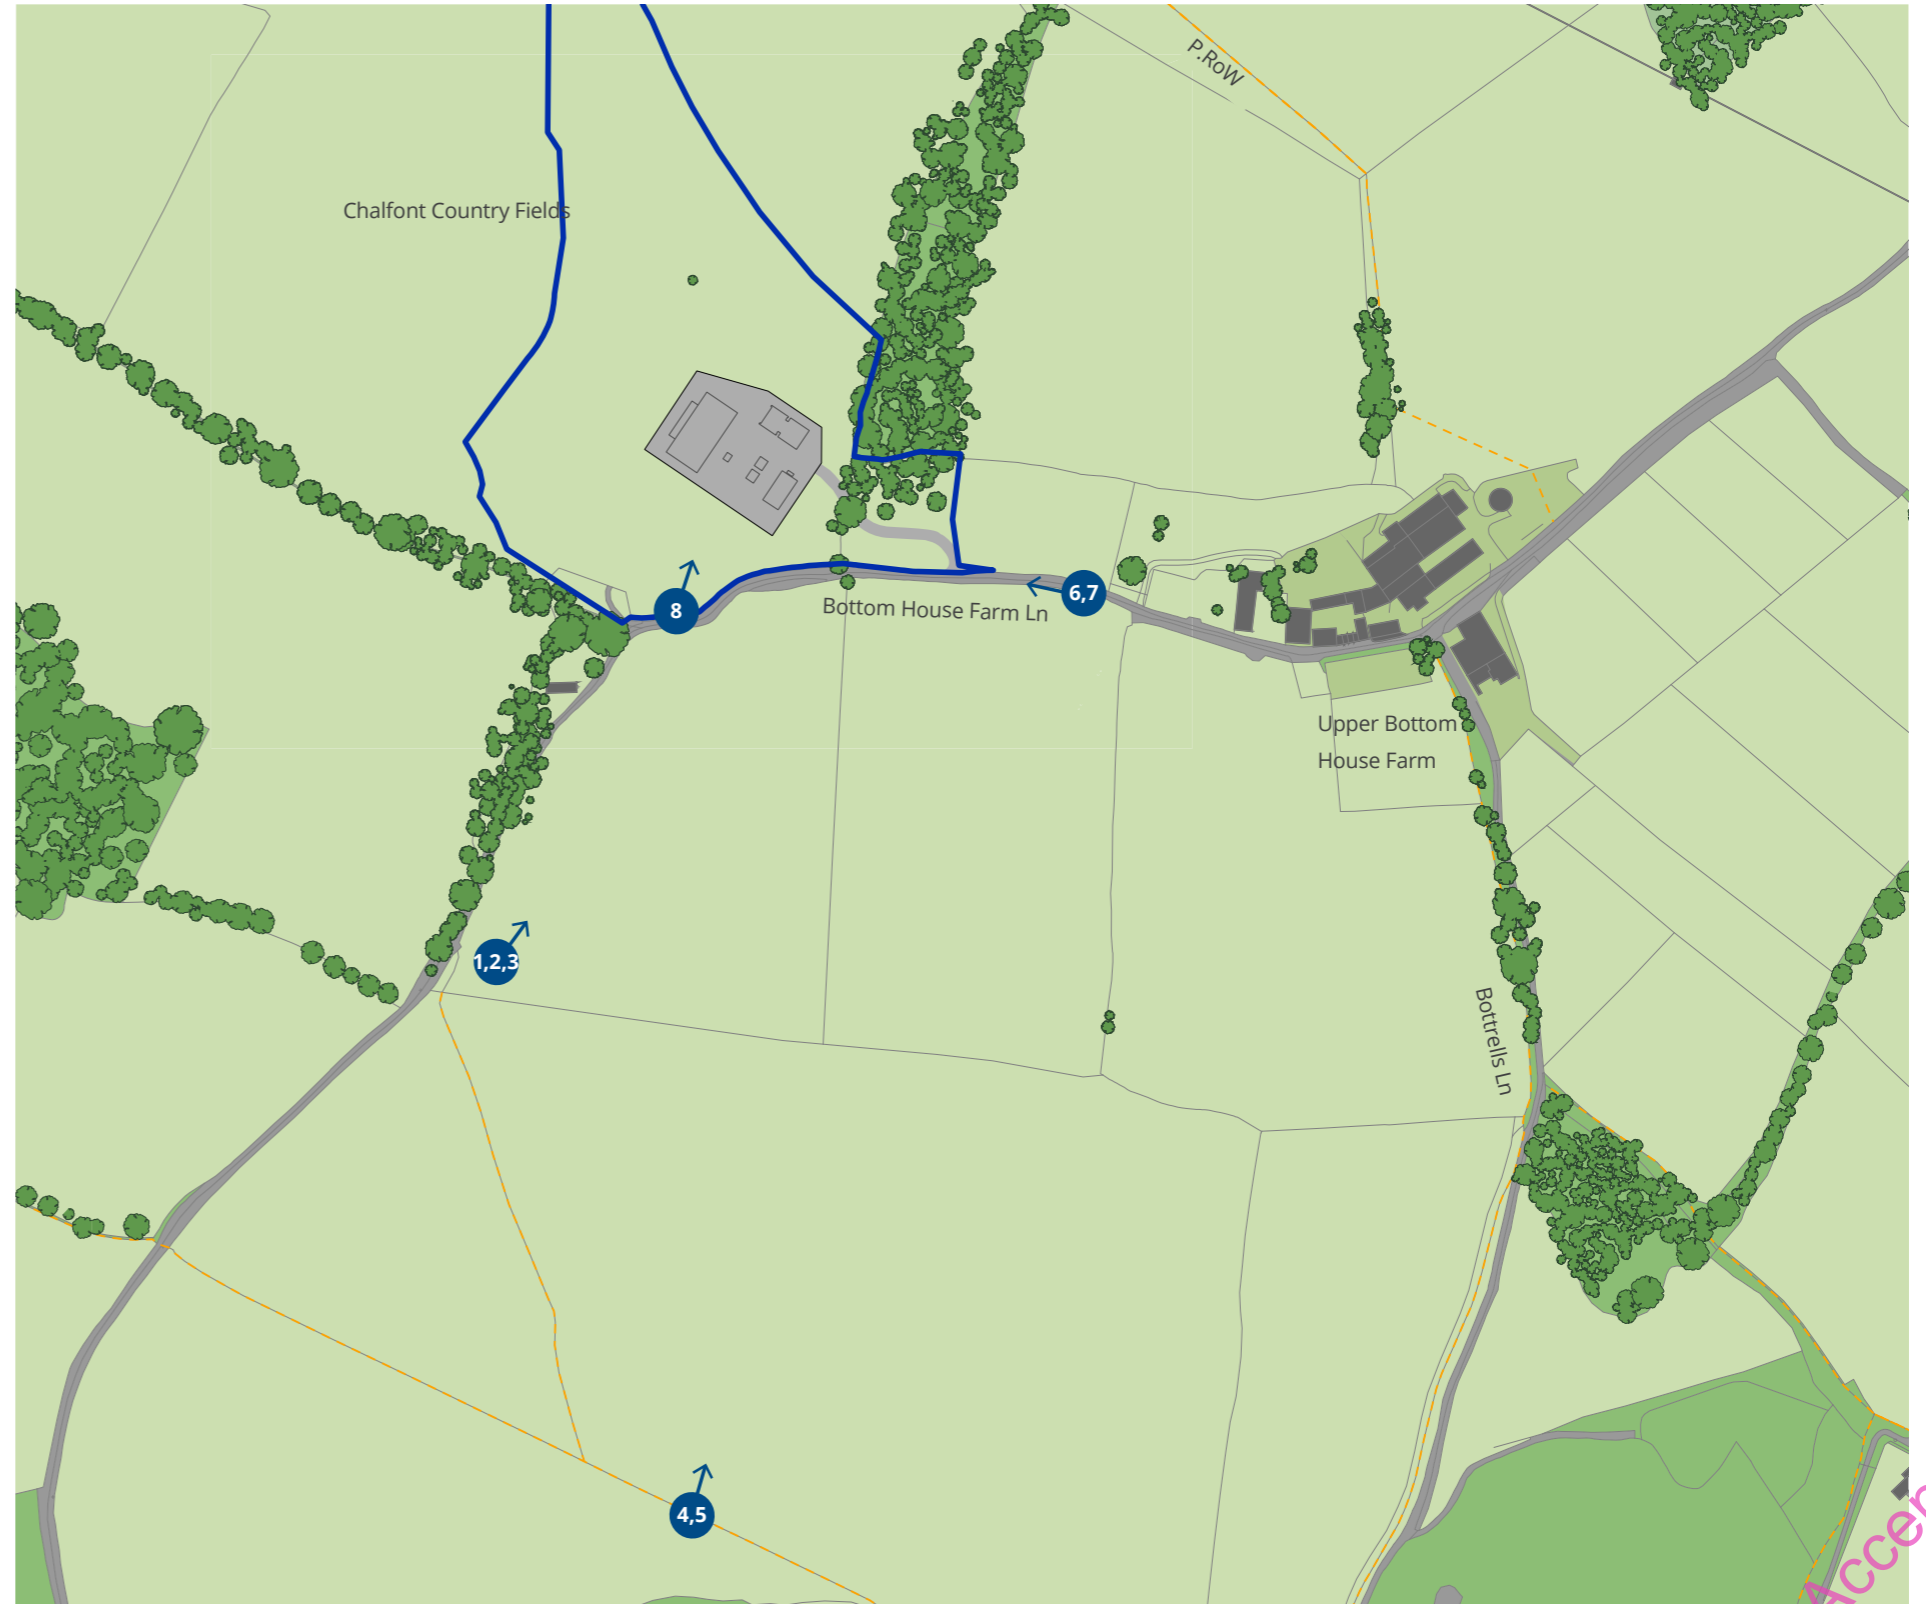 P.RoW
Chalfont Country Fields
8
6,7
Bottom House Farm Ln
Upper Bottom
House Farm
1,2,3
Bottrells Ln
4,5